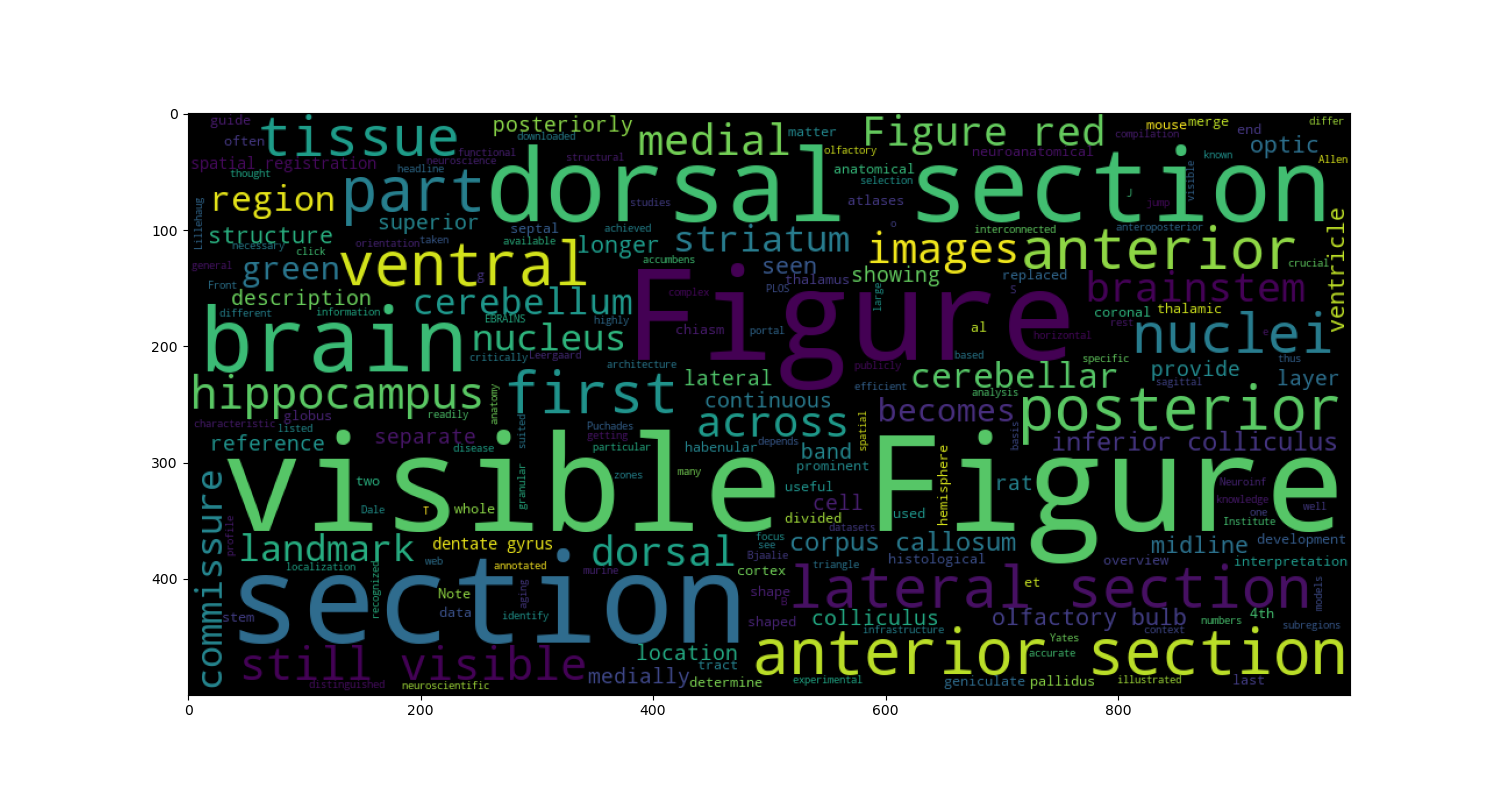 0
guide
often
tissue
posteriorly
downloaded
medial
matter
Figure red
mouse
merge
compilation
end
optic
differ
spatial registration
functional
neuroscience
headline
structural
olfactory
neuroanatomical
known
Allen
thought
region
part
dorsal section
anatomical
selection
visible
J
jump
studies
atlases
100
Lillehaug
structure
superior
septal
achieved
necessary
click
orientation
taken
available
longer
striatum
o
images
interconnected
anterior
anteroposterior
general
green
ventral
accumbens
seen
thalamus
showing
replaced
crucial
ventricle
Front
description
g
complex
PLOS
large
s
brainstem
different
information
cerebellum
EBRAINS
highly
Figure
chiasm
portal
al
horizontal
coronal
thalamic
rest
e
200
brain
nucleus
critically
Leergaard
architecture
publicly
based
specific
nuclei
thus
hippocampus
first
lateral
efficient
cerebellar
analysis
provide
sagittal
layer
characteristic
globus
readily
anatomy
continuous
becomes
posterior
listed
reference
separate
disease
suited
Puchades
getting
particular
across
habenular
depends
band
spatial
basis
inferior colliculus
300
commissure
visible Figure
two
granular
zones
many
prominent
useful
hemisphere
rat
Neuroinf
knowledge
Dale
T
whole
cell
divided
used
one
well
Institute
profile
landmark
dentate gyrus
dorsal
focus
see
datasets
corpus callosum
midline
development
localization
web
annotated
murine
Bjaalie
triangle
histological
overview
interpretation
400
recognized
section
Note
aging
cortex
shape
lateral section
et
models
stem
data
identify
shaped
colliculus
olfactory bulb
numbers
4th
infrastructure
context
subregions
still visible
location
anterior section
Yates
accurate
distinguished
neuroscientific
medially
tract
determine
experimental
geniculate
pallidus
illustrated
last
0 200 400 600 800